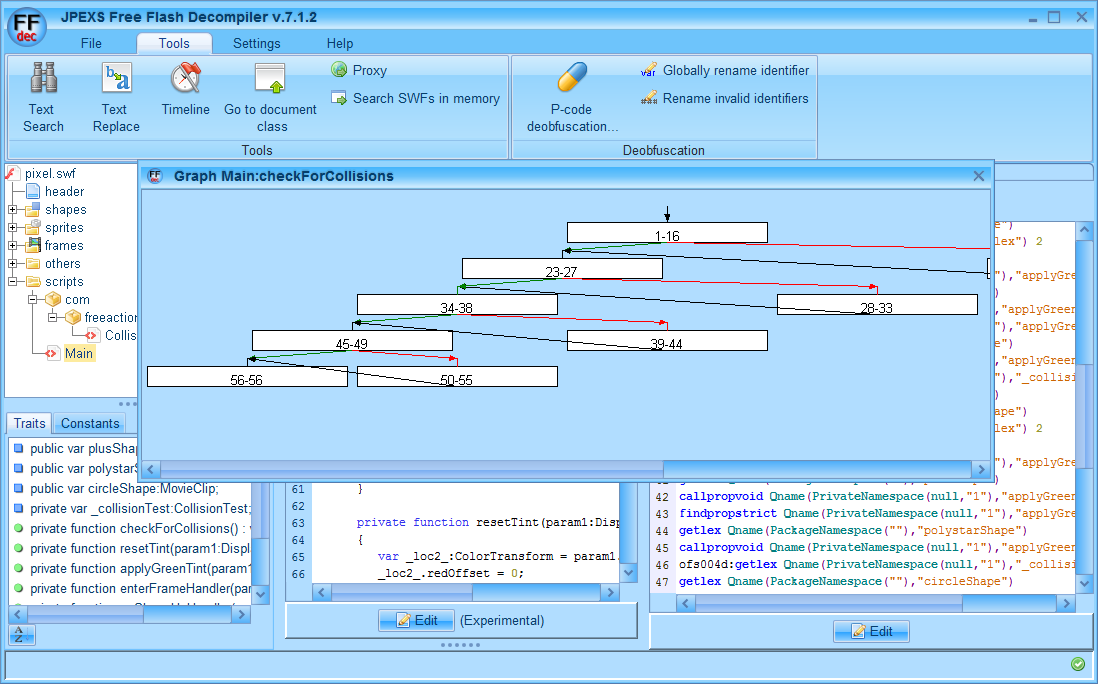 FF dec
JPEXS Free Flash Decompiler v.7.1.2
File Tools Settings Help
Text Search
Text Replace
Timeline
Go to document class
Proxy
Search SWFs in memory
Tools
P-code deobfuscation...
Globally rename identifier
Rename invalid identifiers
Deobfuscation
pixel.swf
header
shapes
sprites
frames
others
scripts
com
freeaction
Collis
Main
Graph Main:checkForCollisions
1-16
23-27
34-38
28-33
45-49
39-44
56-56
50-55
Traits Constants
public var plusShap
public var polystarS
public var circleShape:MovieClip;
private var _collisionTest:CollisionTest;
private function checkForCollisions() : v
private function resetTint(param1:Displ
private function applyGreenTint(param1
private function enterFrameHandler(par
A Z
61 }
62
63 private function resetTint(param1:Disp
64 {
65 var _loc2_:ColorTransform = param1.
66 _loc2_.redOffset = 0;
Edit (Experimental)
")
lex") 2
"),"applyGre
)
"applyGreen
"),"applyGre
e")
"applyGreen
"),"_collisi
)
ape")
lex") 2
"),"applyGre
42 callpropvoid Qname(PrivateNamespace(null,"1"),"applyGreen
43 findpropstrict Qname(PrivateNamespace(null,"1"),"applyGre
44 getlex Qname(PackageNamespace(""),"polystarShape")
45 callpropvoid Qname(PrivateNamespace(null,"1"),"applyGreen
46 ofs004d:getlex Qname(PrivateNamespace(null,"1"),"_collisi
47 getlex Qname(PackageNamespace(""),"circleShape")
Edit